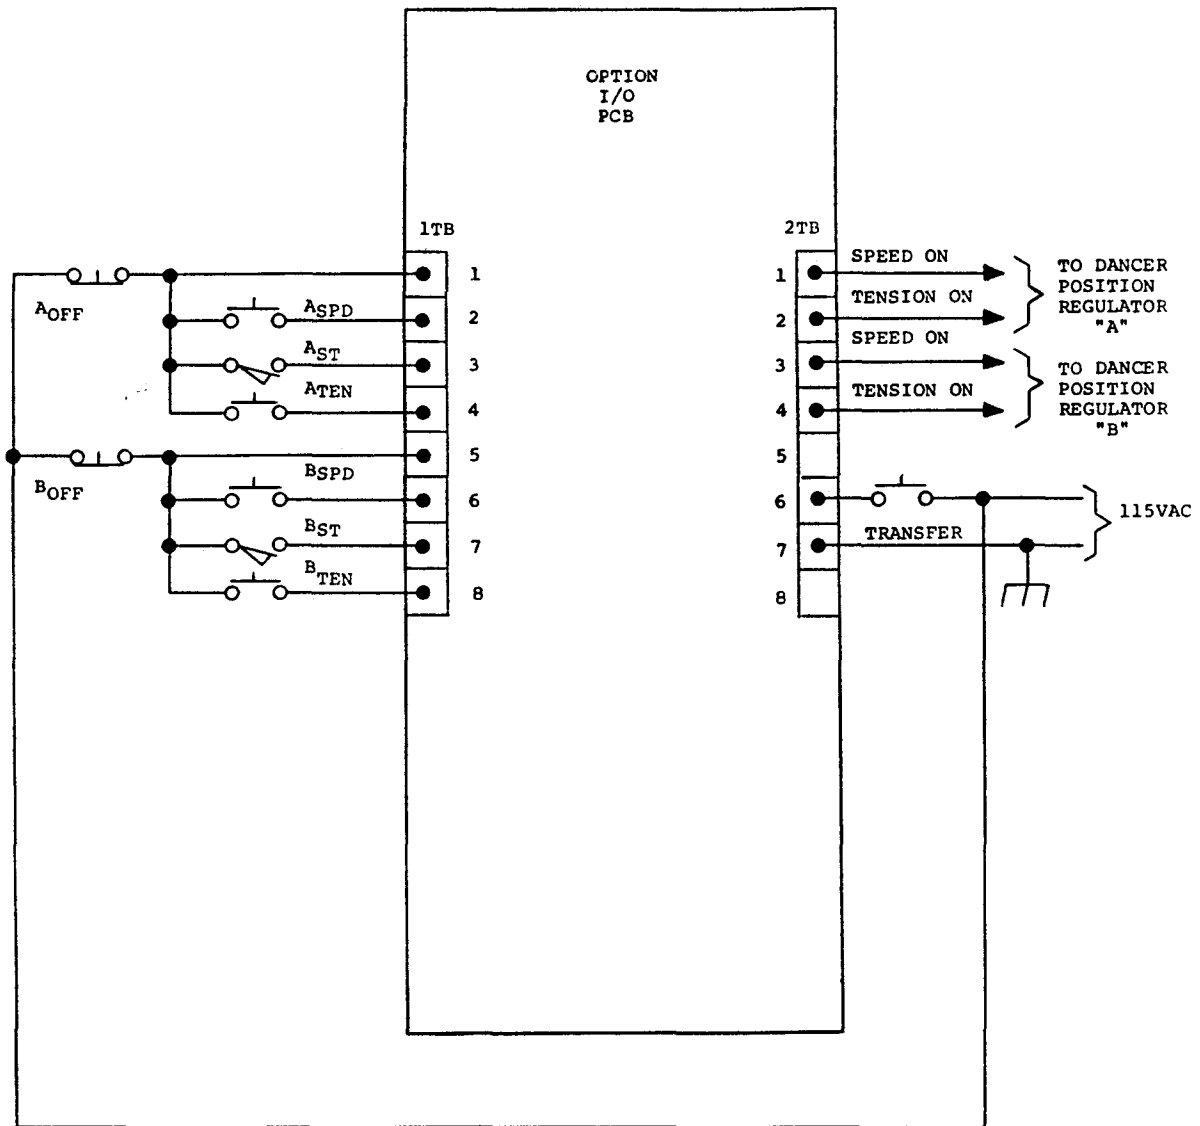 OPTION
I/O
PCB
1TB
2TB
1
2
3
4
5
6
7
8
AOFF
ASPD
AST
ATEN
BOFF
BSPD
BST
BTEN
1
2
3
4
5
6
7
8
SPEED ON
TENSION ON
SPEED ON
TENSION ON
TRANSFER
TO DANCER
POSITION
REGULATOR
"A"
TO DANCER
POSITION
REGULATOR
"B"
115VAC